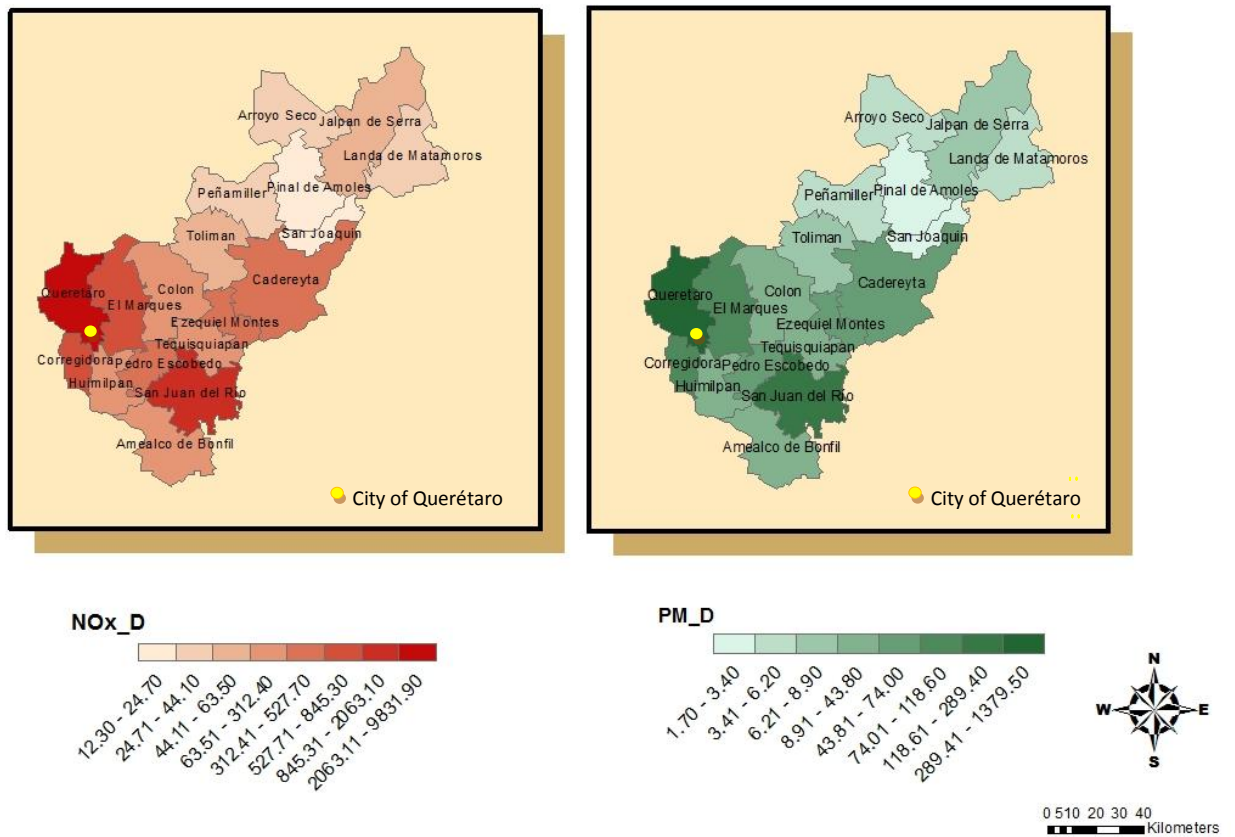 Arroyo Seco
Jalpan de Serra
Landa de Matamoros
Pinal de Amoles
Peñamiller
San Joaquin
Toliman
Cadereyta
Colon
Queretaro
El Marques
Ezequiel Montes
Tequisquiapan
Corregidora
Pedro Escobedo
Huimilpan
San Juan del Río
Amealco de Bonfil
City of Querétaro
Arroyo Seco
Jalpan de Serra
Landa de Matamoros
Pinal de Amoles
Peñamiller
San Joaquin
Toliman
Cadereyta
Colon
Queretaro
El Marques
Ezequiel Montes
Tequisquiapan
Corregidora
Pedro Escobedo
Huimilpan
San Juan del Río
Amealco de Bonfil
City of Querétaro
NOx_D
12.30 - 24.70
24.71 - 44.10
44.11 - 63.50
63.51 - 312.40
312.41 - 527.70
527.71 - 845.30
845.31 - 2063.10
2063.11 - 9831.90
PM_D
1.70 - 3.40
3.41 - 6.20
6.21 - 8.90
8.91 - 43.80
43.81 - 74.00
74.01 - 118.60
118.61 - 289.40
289.41 - 1379.50
N
W E
S
0 5 10 20 30 40
Kilometers